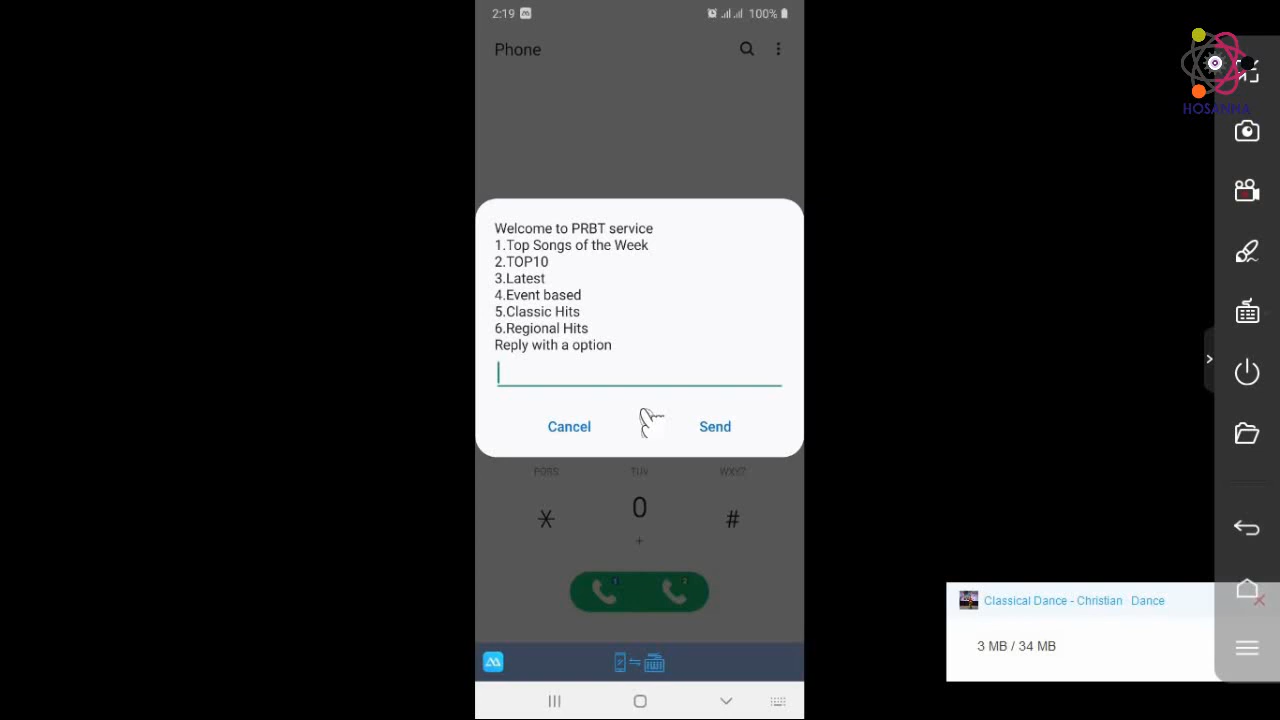 2:19
100%
Phone
HOSANNA
Welcome to PRBT service
1.Top Songs of the Week
2.TOP10
3.Latest
4.Event based
5.Classic Hits
6.Regional Hits
Reply with a option
Cancel
Send
PQRS
TUV
WXYZ
0
#
+
1
2
Classical Dance - Christian Dance
3 MB / 34 MB